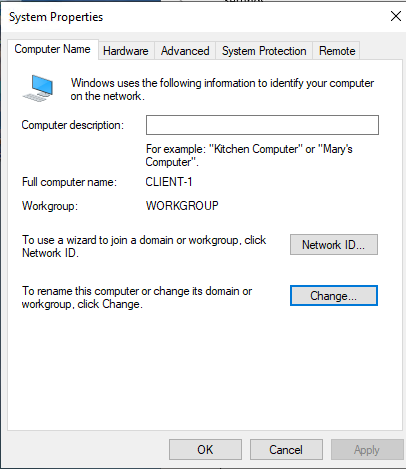 System Properties
Computer Name Hardware Advanced System Protection Remote
Windows uses the following information to identify your computer
on the network.
Computer description:
For example: "Kitchen Computer" or "Mary's
Computer".
Full computer name: CLIENT-1
Workgroup: WORKGROUP
To use a wizard to join a domain or workgroup, click
Network ID.
Network ID...
To rename this computer or change its domain or
workgroup, click Change.
Change...
OK Cancel Apply